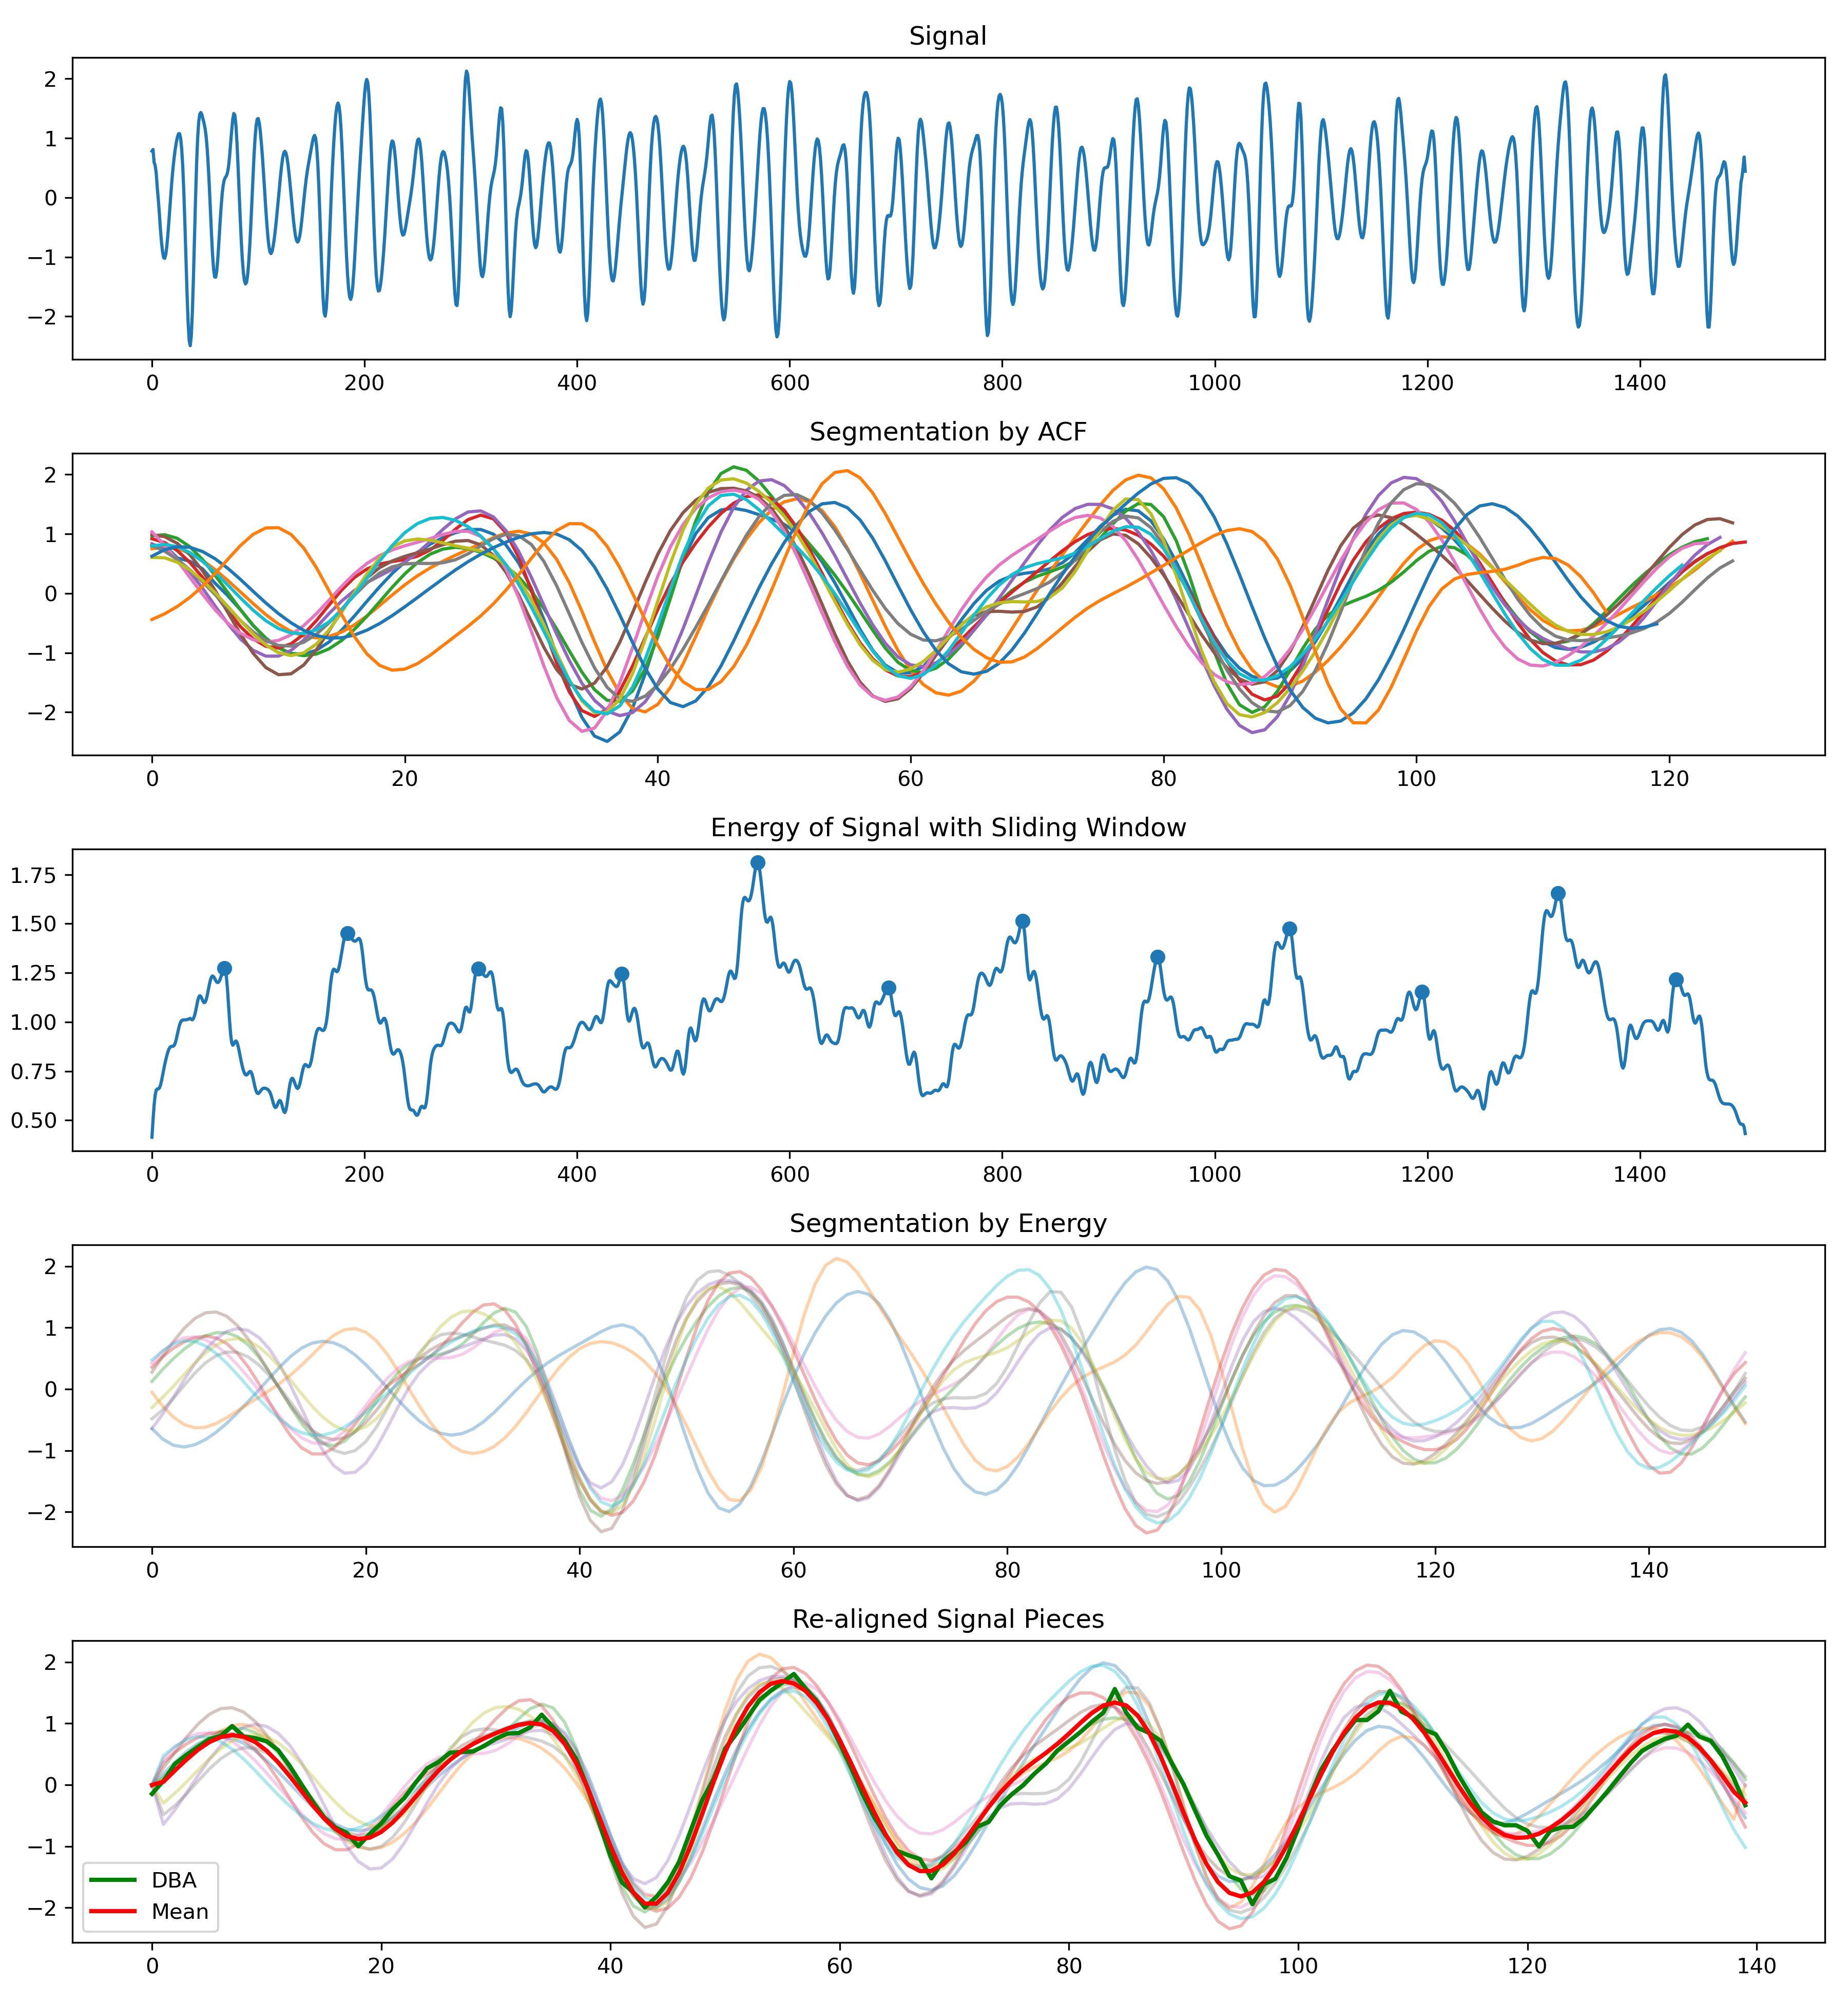 Signal
2
1
0
−1
−2
0 200 400 600 800 1000 1200 1400
Segmentation by ACF
2
1
0
−1
−2
0 20 40 60 80 100 120
Energy of Signal with Sliding Window
1.75
1.50
1.25
1.00
0.75
0.50
0 200 400 600 800 1000 1200 1400
Segmentation by Energy
2
1
0
−1
−2
0 20 40 60 80 100 120 140
Re-aligned Signal Pieces
2
1
0
−1
−2
DBA
Mean
0 20 40 60 80 100 120 140